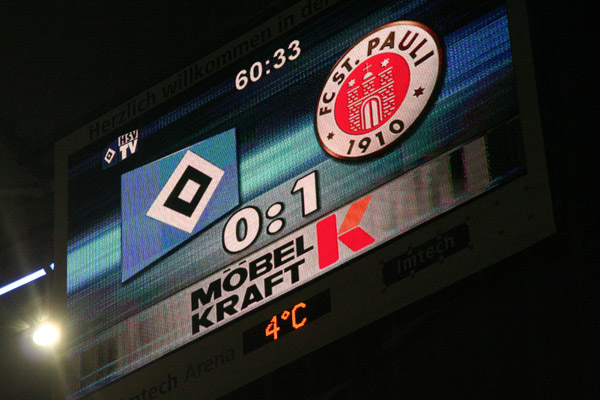 Herzlich willkommen in der
60:33
HSV
TV
FC ST. PAULI
1910
0:1
MÖBEL
KRAFT
Imtech
4°C
Imtech Arena